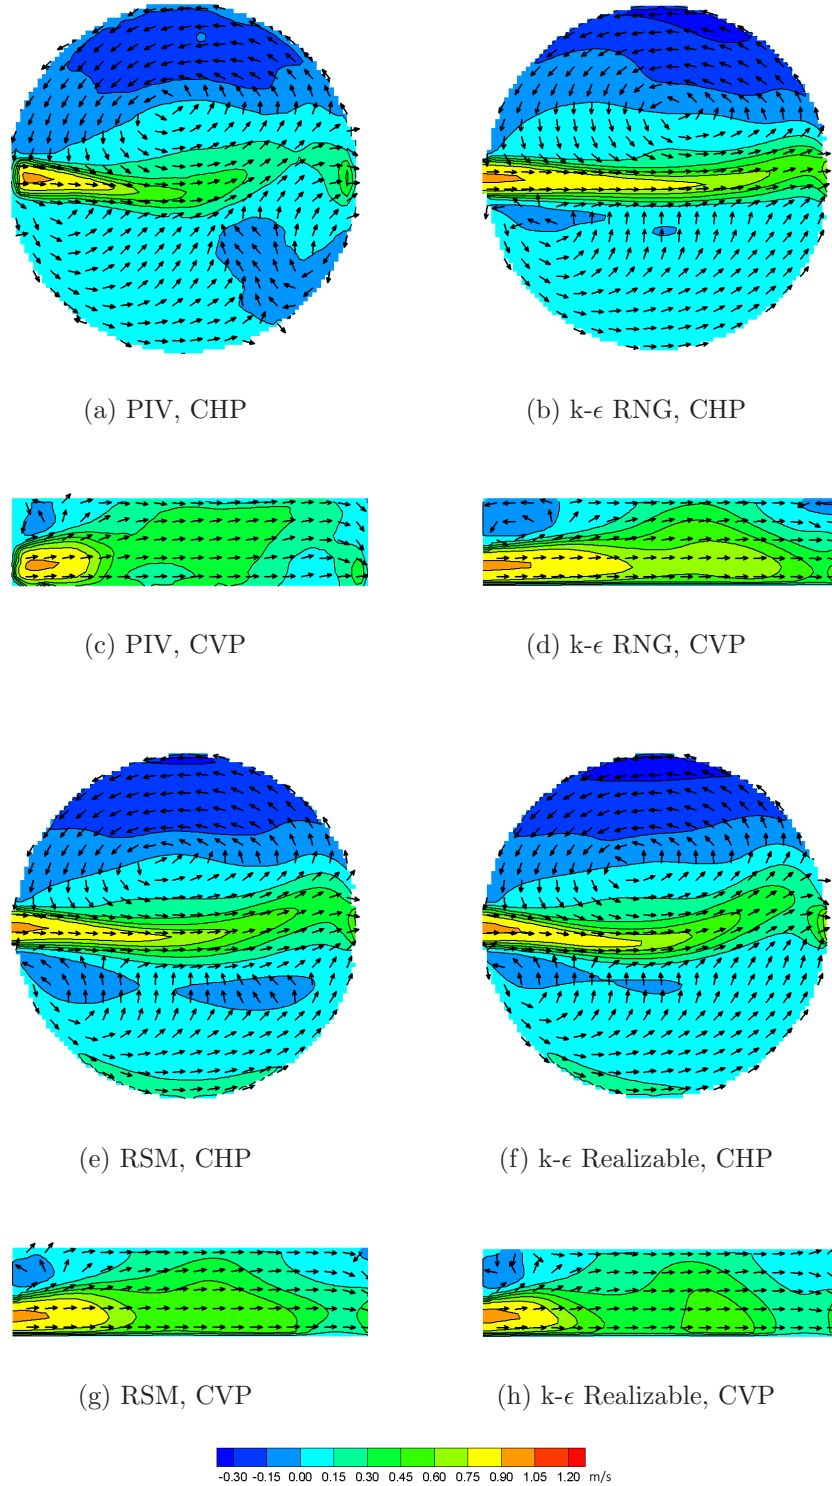 (a) PIV, CHP
(b) k-ϵ RNG, CHP
(c) PIV, CVP
(d) k-ϵ RNG, CVP
(e) RSM, CHP
(f) k-ϵ Realizable, CHP
(g) RSM, CVP
(h) k-ϵ Realizable, CVP
-0.30 -0.15 0.00 0.15 0.30 0.45 0.60 0.75 0.90 1.05 1.20 m/s